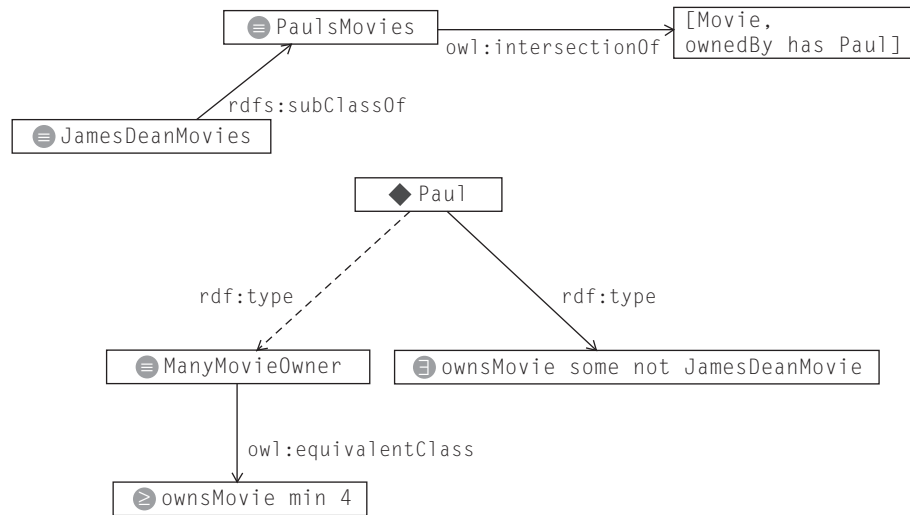 ≡ PaulsMovies
owl:intersectionOf
[Movie,
ownedBy has Paul]
rdfs:subClassOf
≡ JamesDeanMovies
Paul
rdf:type
rdf:type
≡ ManyMovieOwner
∃ ownsMovie some not JamesDeanMovie
owl:equivalentClass
≥ ownsMovie min 4